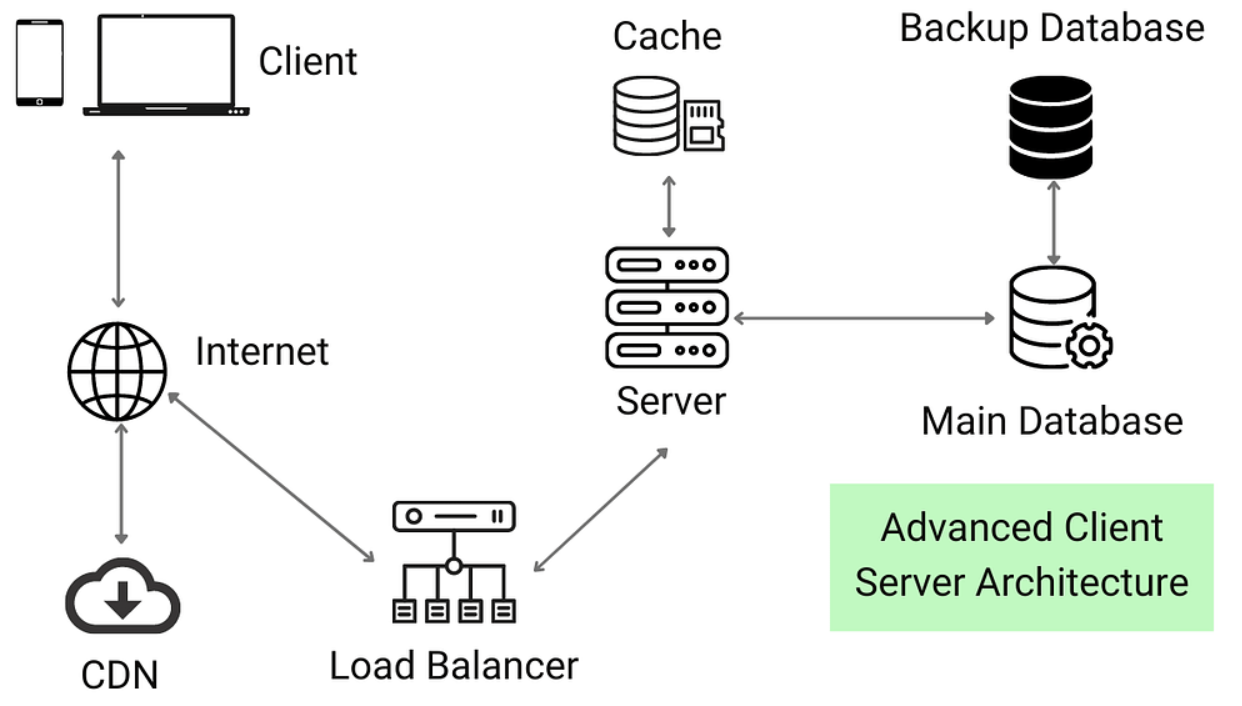 Client
Cache
Backup Database
Internet
Server
Main Database
Advanced Client
Server Architecture
Load Balancer
CDN